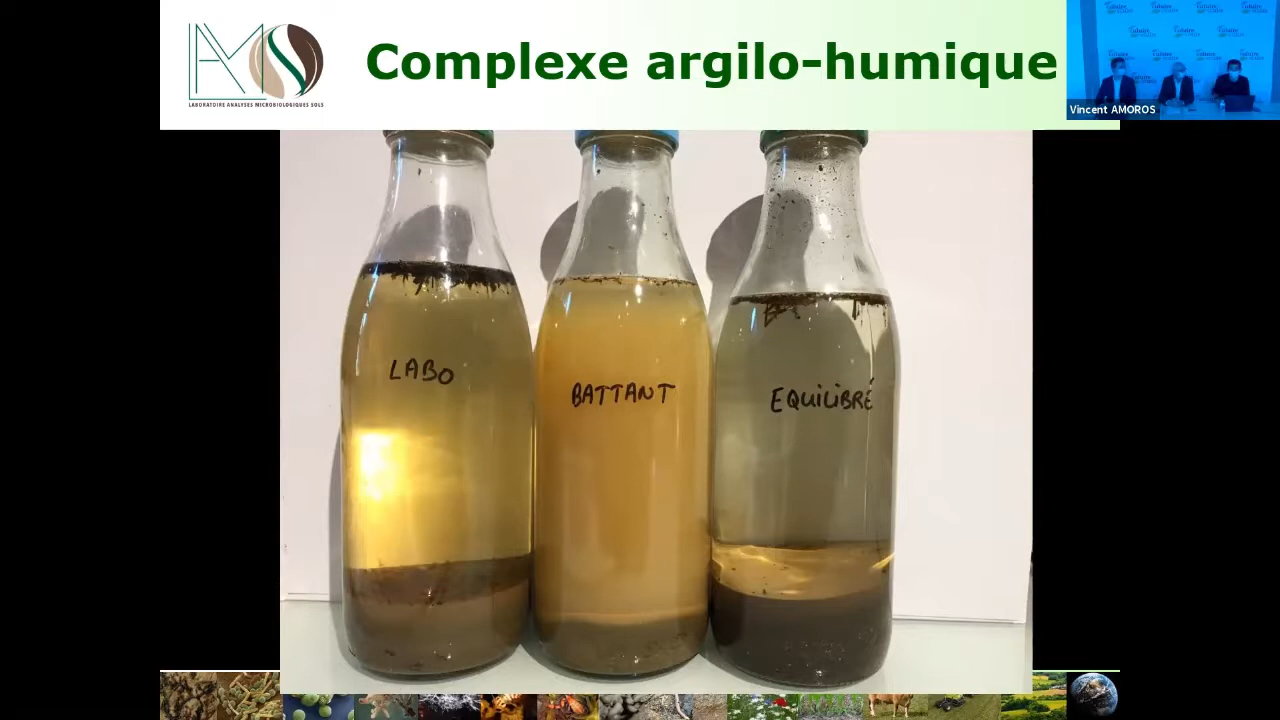 LABORATOIRE ANALYSES MICROBIOLOGIQUES SOLS
Complexe argilo-humique
Vincent AMOROS
LABO
BATTANT
EQUILIBRÉ